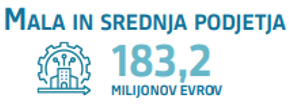 MALA IN SREDNJA PODJETJA
183,2
MILIJONOV EVROV